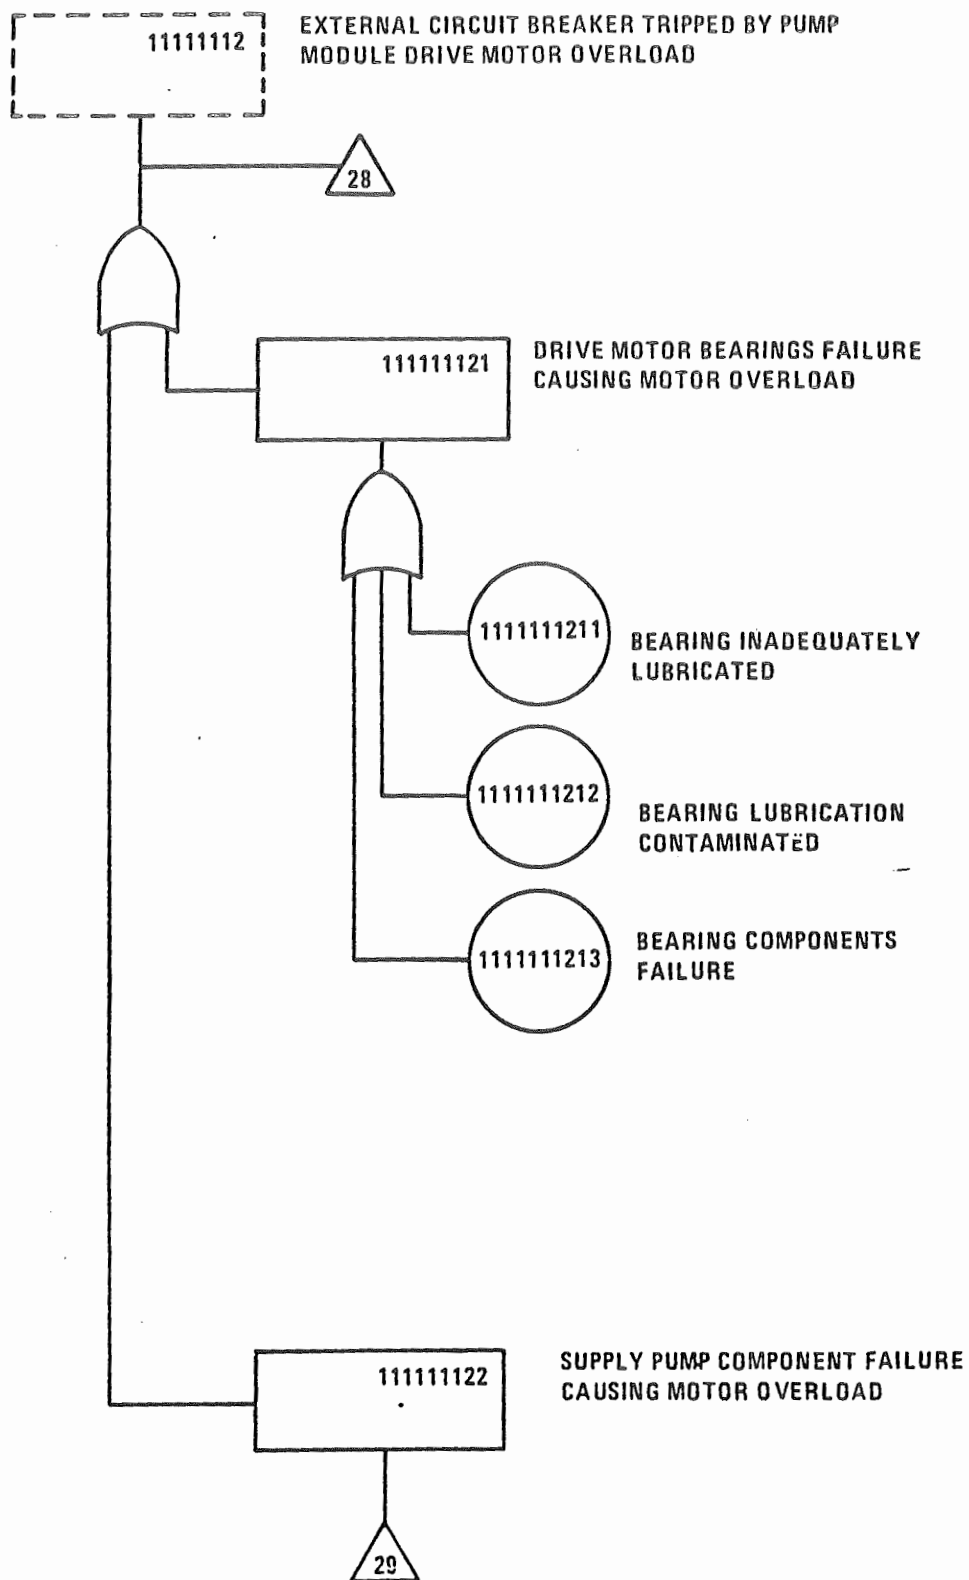 11111112
EXTERNAL CIRCUIT BREAKER TRIPPED BY PUMP
MODULE DRIVE MOTOR OVERLOAD
28
111111121
DRIVE MOTOR BEARINGS FAILURE
CAUSING MOTOR OVERLOAD
1111111211
BEARING INADEQUATELY
LUBRICATED
1111111212
BEARING LUBRICATION
CONTAMINATED
1111111213
BEARING COMPONENTS
FAILURE
111111122
SUPPLY PUMP COMPONENT FAILURE
CAUSING MOTOR OVERLOAD
29